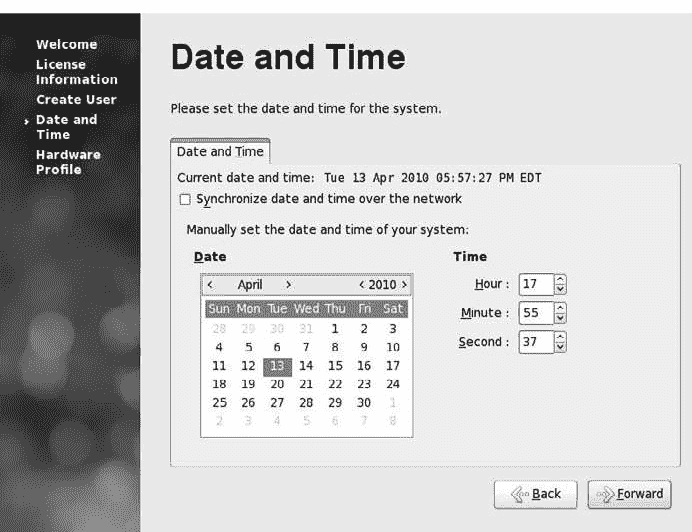 Welcome
License
Information
Create User
Date and
Time
Hardware
Profile
Date and Time
Please set the date and time for the system.
Date and Time
Current date and time: Tue 13 Apr 2010 05:57:27 PM EDT
Synchronize date and time over the network
Manually set the date and time of your system:
Date
< April > < 2010 >
Sun Mon Tue Wed Thu Fri Sat
28 29 30 31 1 2 3
4 5 6 7 8 9 10
11 12 13 14 15 16 17
18 19 20 21 22 23 24
25 26 27 28 29 30 1
2 3 4 5 6 7 8
Time
Hour : 17
Minute : 55
Second : 37
Back
Forward